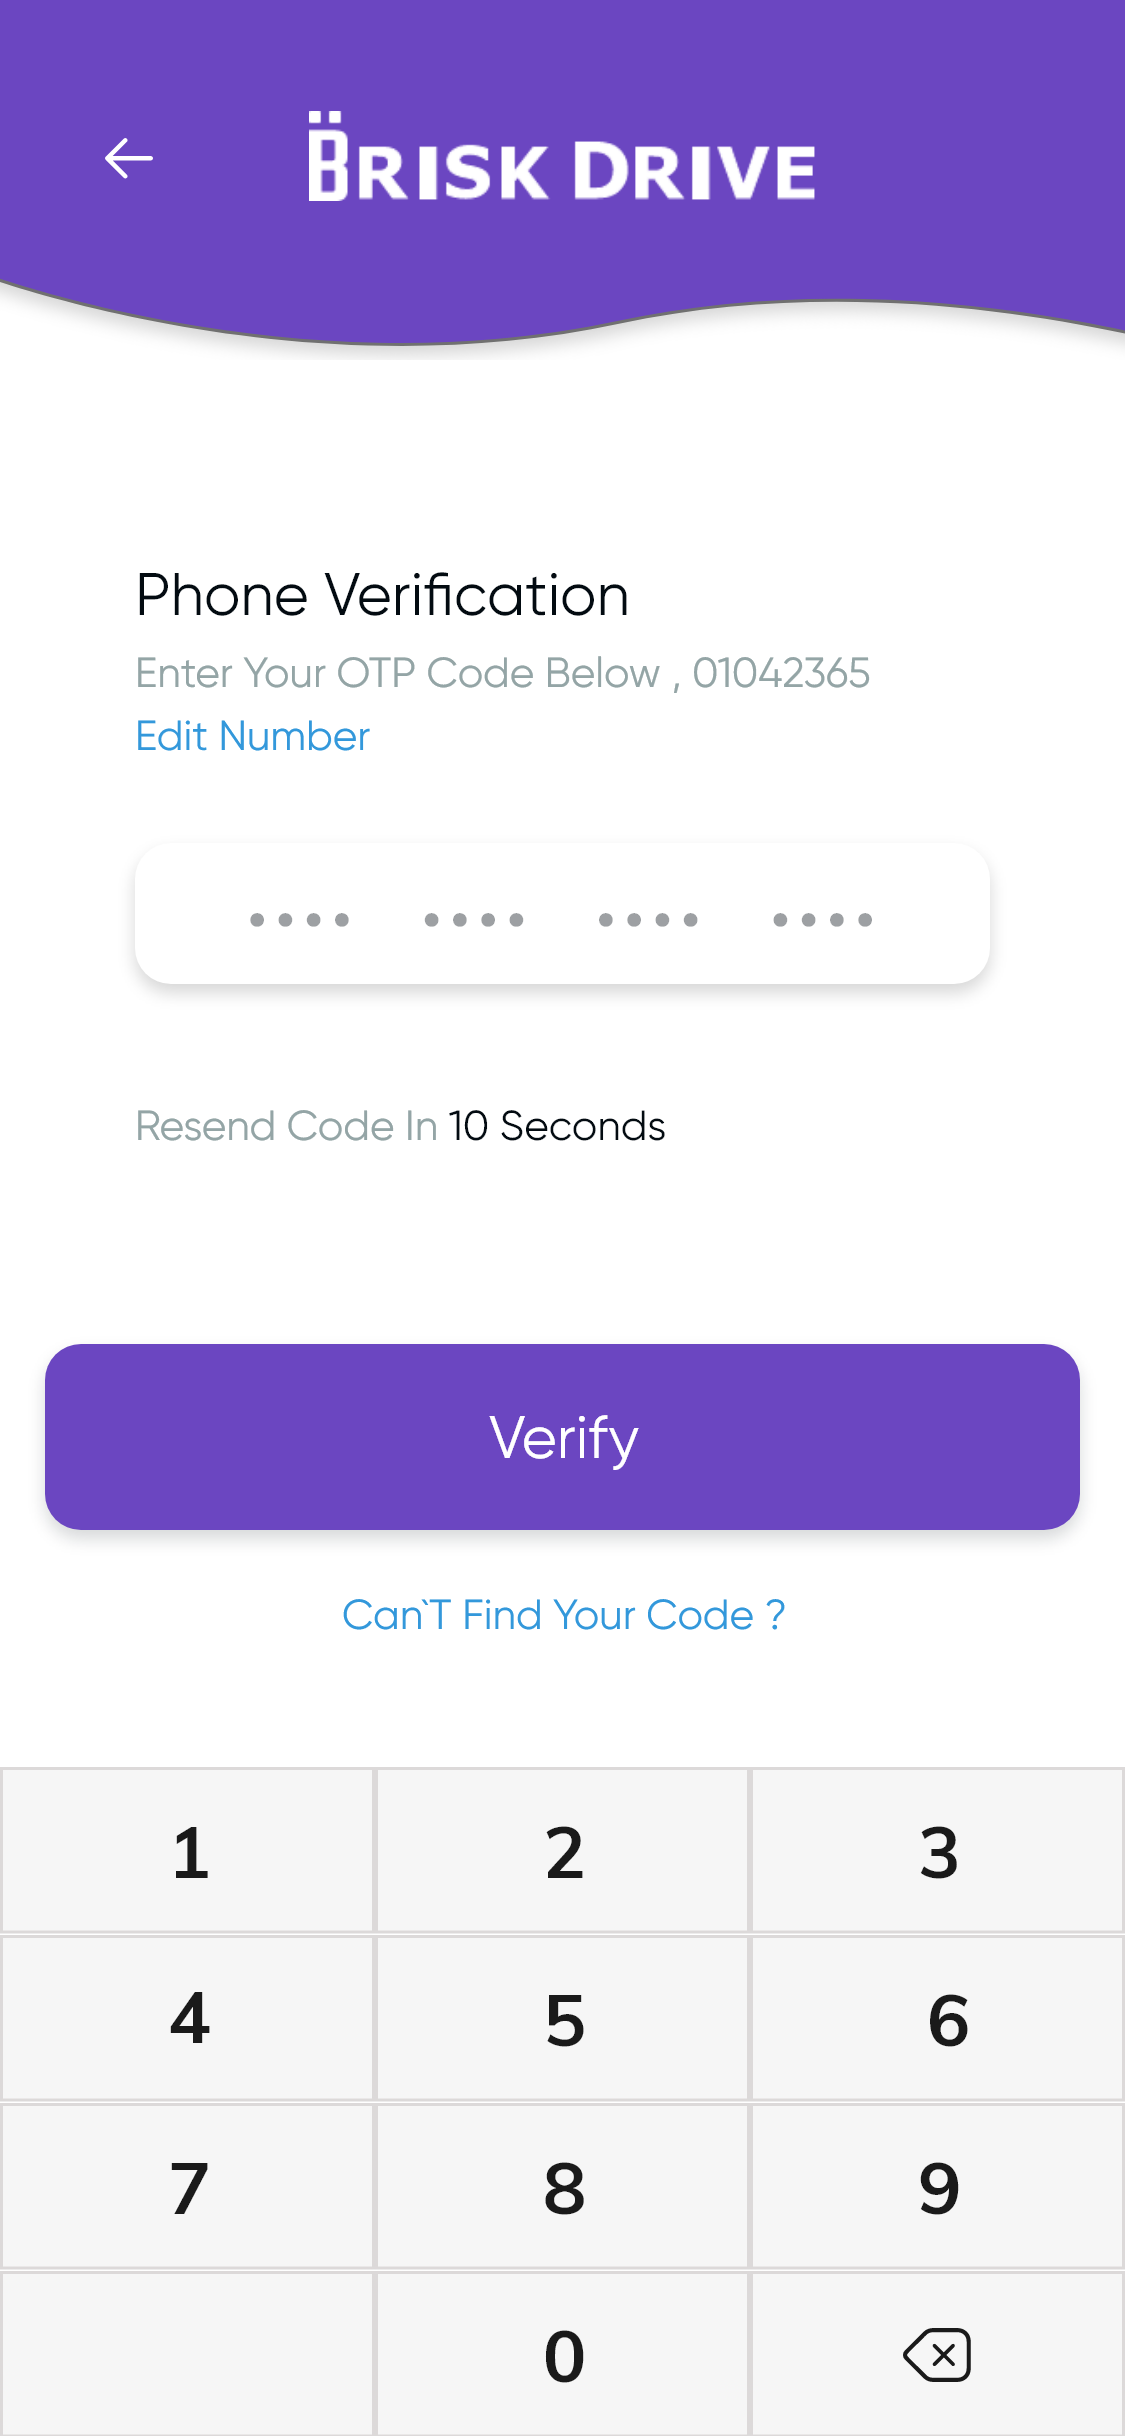 B̈RISK DRIVE
Phone Verification
Enter Your OTP Code Below , 01042365
Edit Number
•••• •••• •••• ••••
Resend Code In 10 Seconds
Verify
Can`T Find Your Code ?
1 2 3
4 5 6
7 8 9
0